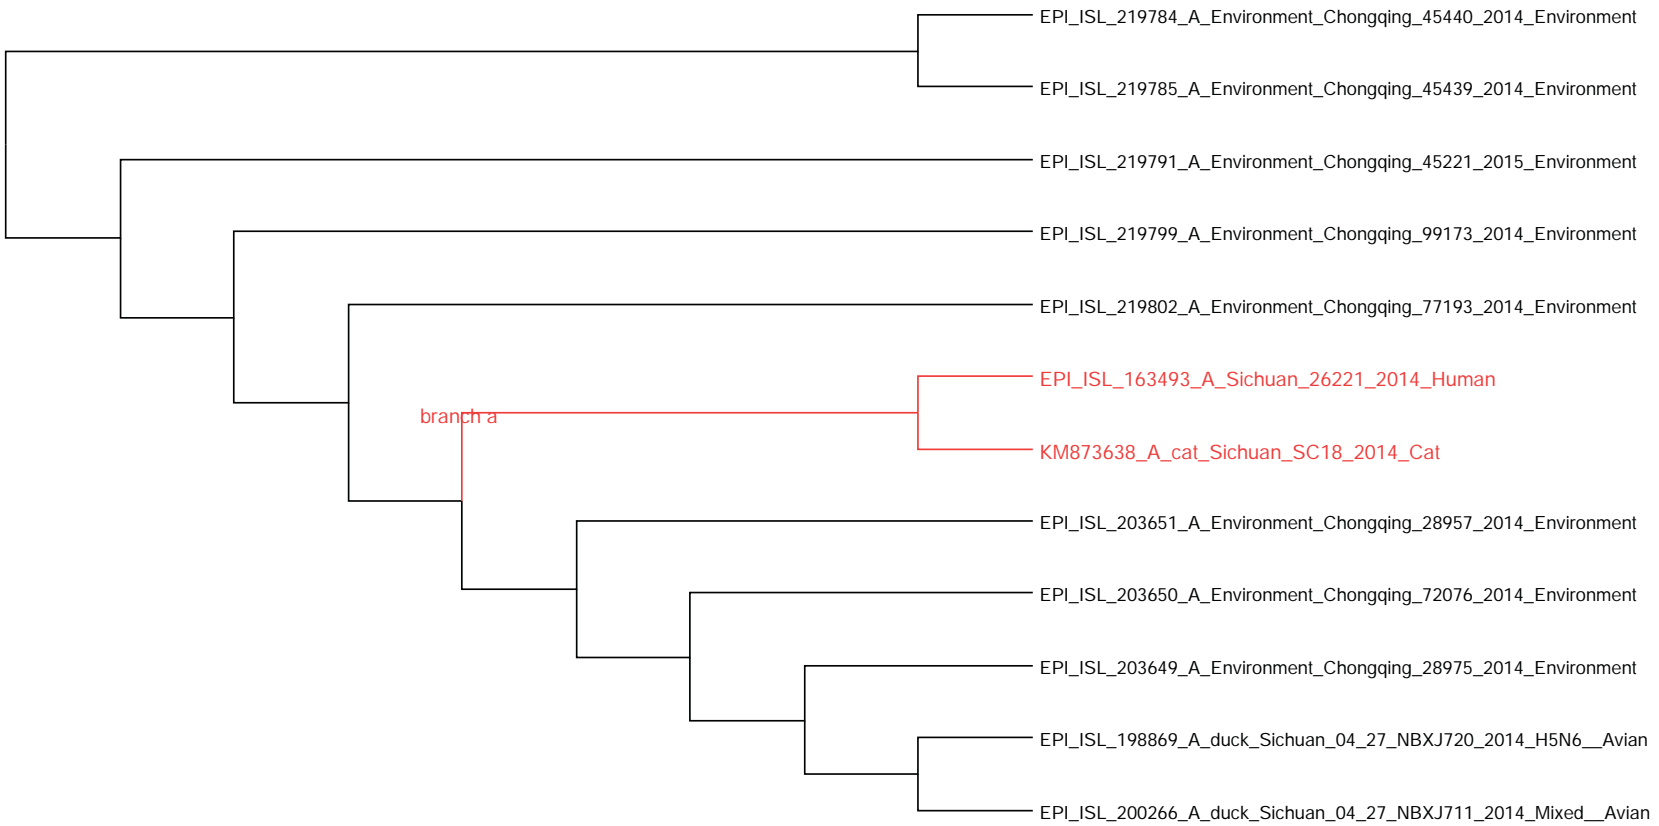 EPI_ISL_219784_A_Environment_Chongqing_45440_2014_Environment
EPI_ISL_219785_A_Environment_Chongqing_45439_2014_Environment
EPI_ISL_219791_A_Environment_Chongqing_45221_2015_Environment
EPI_ISL_219799_A_Environment_Chongqing_99173_2014_Environment
EPI_ISL_219802_A_Environment_Chongqing_77193_2014_Environment
EPI_ISL_163493_A_Sichuan_26221_2014_Human
branch a
KM873638_A_cat_Sichuan_SC18_2014_Cat
EPI_ISL_203651_A_Environment_Chongqing_28957_2014_Environment
EPI_ISL_203650_A_Environment_Chongqing_72076_2014_Environment
EPI_ISL_203649_A_Environment_Chongqing_28975_2014_Environment
EPI_ISL_198869_A_duck_Sichuan_04_27_NBXJ720_2014_H5N6__Avian
EPI_ISL_200266_A_duck_Sichuan_04_27_NBXJ711_2014_Mixed__Avian